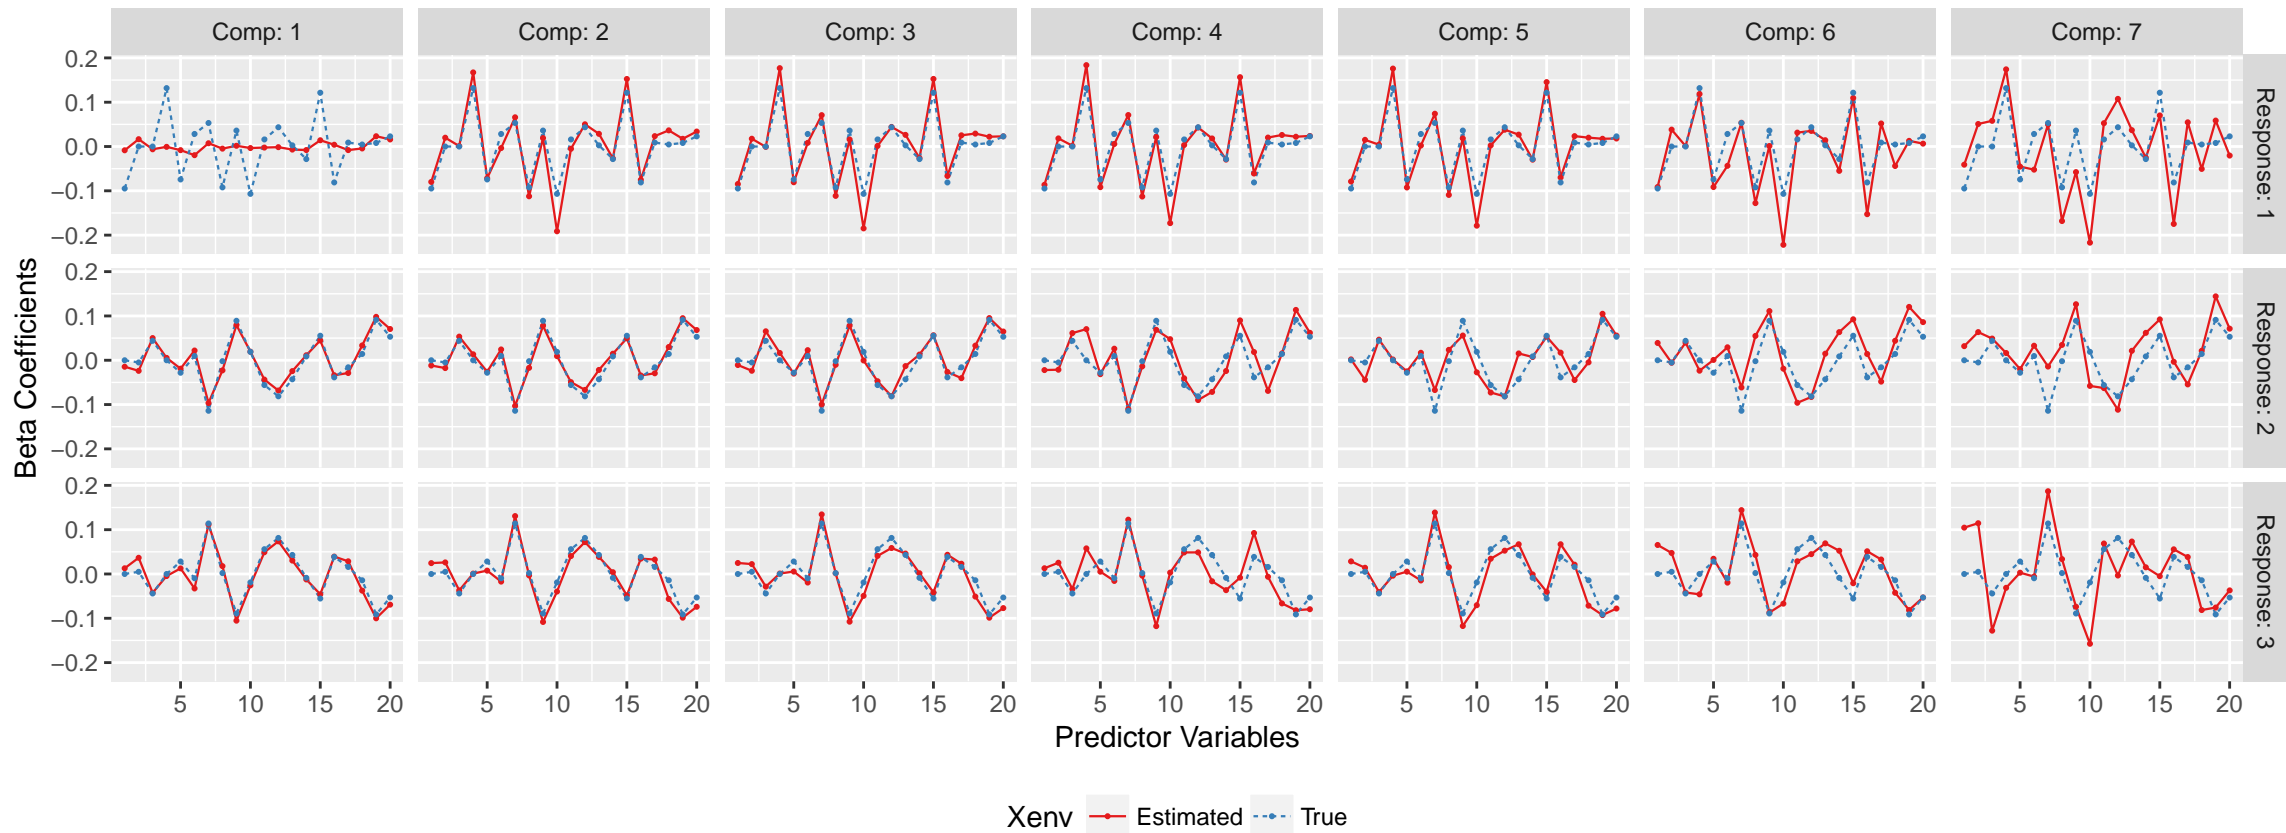 Comp: 1 Comp: 2 Comp: 3 Comp: 4 Comp: 5 Comp: 6 Comp: 7
0.2
0.1
0.0
−0.1
−0.2
Response: 1
0.2
0.1
0.0
−0.1
−0.2
Response: 2
0.2
0.1
0.0
−0.1
−0.2
Response: 3
Beta Coefficients
5 10 15 20 5 10 15 20 5 10 15 20 5 10 15 20 5 10 15 20 5 10 15 20 5 10 15 20
Predictor Variables
Xenv Estimated True